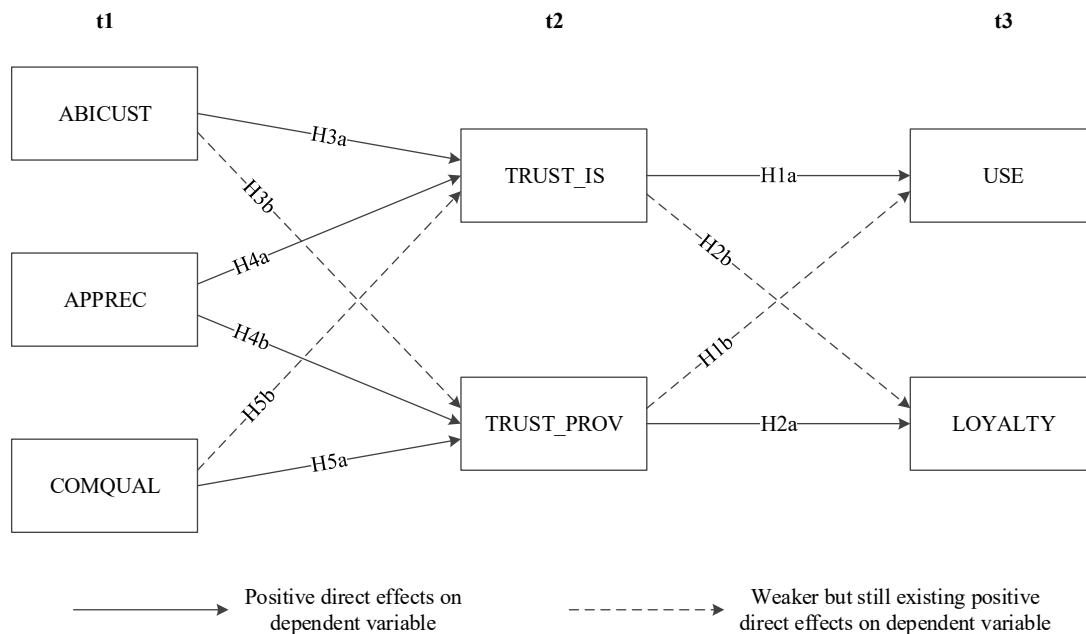 t1
t2
t3
ABICUST
APPREC
COMQUAL
H3a
H3b
H4a
H4b
H5b
H5a
TRUST_IS
TRUST_PROV
H1a
H2b
H1b
H2a
USE
LOYALTY
Positive direct effects on
dependent variable
Weaker but still existing positive
direct effects on dependent variable